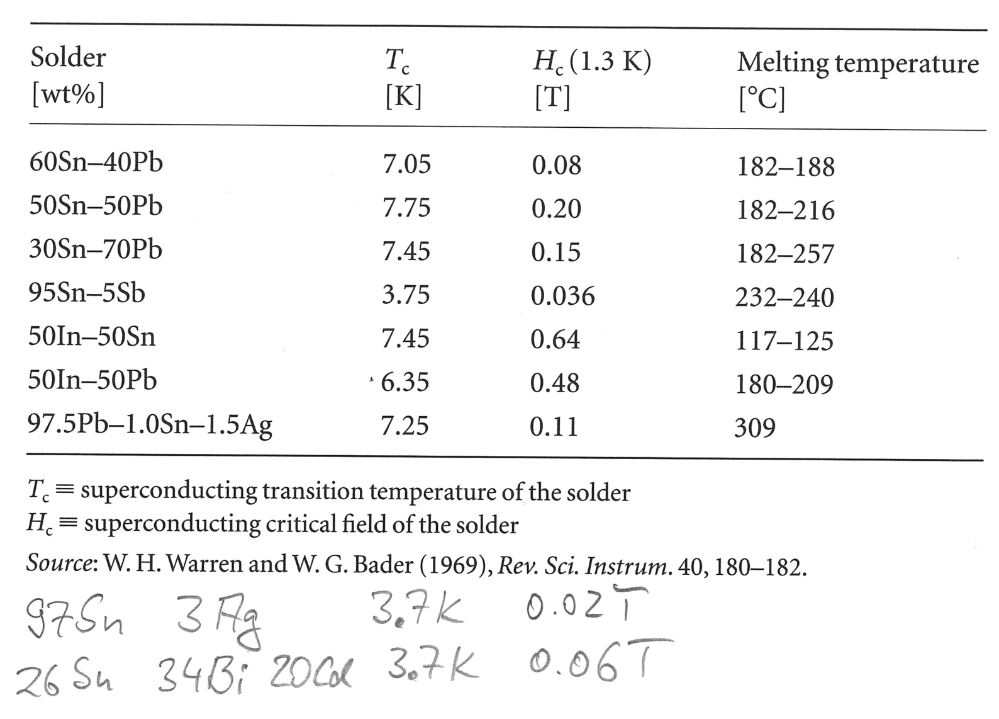 Solder T_c H_c (1.3 K) Melting temperature
[wt%] [K] [T] [°C]
60Sn–40Pb 7.05 0.08 182–188
50Sn–50Pb 7.75 0.20 182–216
30Sn–70Pb 7.45 0.15 182–257
95Sn–5Sb 3.75 0.036 232–240
50In–50Sn 7.45 0.64 117–125
50In–50Pb 6.35 0.48 180–209
97.5Pb–1.0Sn–1.5Ag 7.25 0.11 309
T_c ≡ superconducting transition temperature of the solder
H_c ≡ superconducting critical field of the solder
Source: W. H. Warren and W. G. Bader (1969), Rev. Sci. Instrum. 40, 180–182.
97Sn 3Ag 3.7K 0.02T
26Sn 34Bi 20Cd 3.7K 0.06T